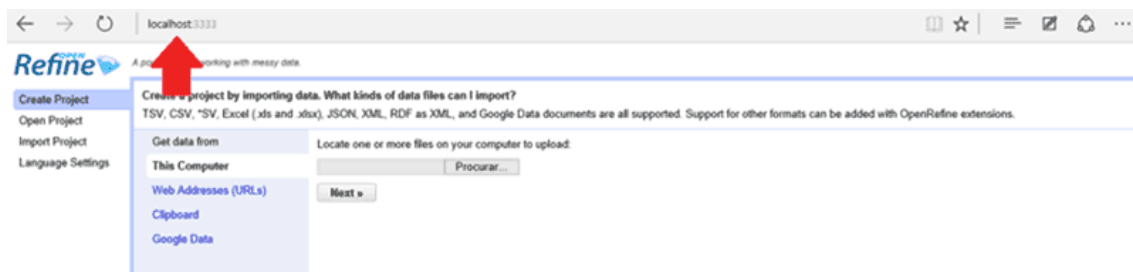 localhost:3333
OPEN
Refine
A po working with messy data.
Create Project
Open Project
Import Project
Language Settings
Create a project by importing data. What kinds of data files can I import?
TSV, CSV, *SV, Excel (.xls and .xlsx), JSON, XML, RDF as XML, and Google Data documents are all supported. Support for other formats can be added with OpenRefine extensions.
Get data from
This Computer
Web Addresses (URLs)
Clipboard
Google Data
Locate one or more files on your computer to upload:
Procurar...
Next »